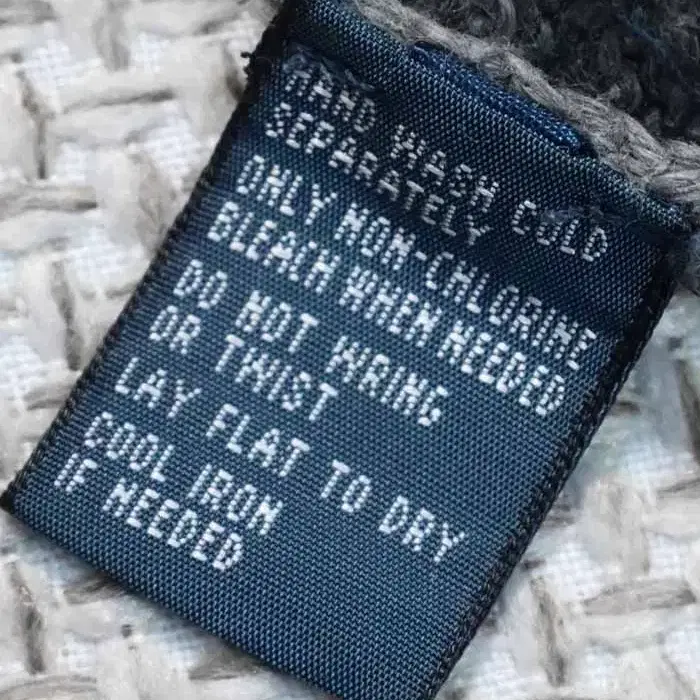 HAND WASH COLD
SEPARATELY
ONLY NON-CHLORINE
BLEACH WHEN NEEDED
DO NOT WRING
OR TWIST
LAY FLAT TO DRY
COOL IRON
IF NEEDED